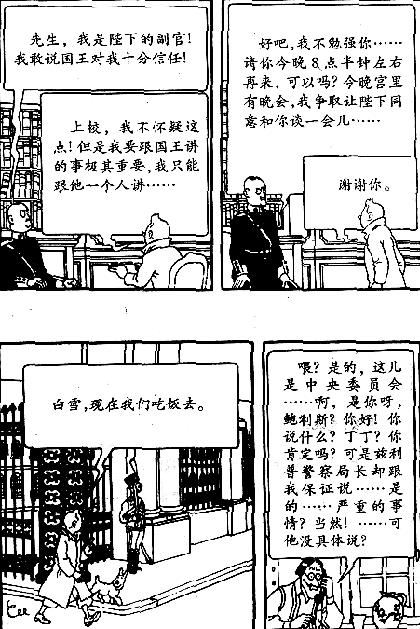 先生，我是陛下的副官！
我敢说国王对我十分信任！
上校，我不怀疑这
点！但是我要跟国王讲
的事极其重要，我只能
跟他一个人讲……
好吧，我不勉强你……
请你今晚8点半钟左右
再来，可以吗？今晚宫里
有晚会，我争取让陛下同
意和你谈一会儿……
谢谢你。
白雪，现在我们吃饭去。
喂？是的，这儿
是中央委员会
……啊，是你呀，
鲍利斯？你好！你
说什么？丁丁？你
肯定吗？可是兹利
普警察局长却跟
我保证说……是
的……严重的事
情？当然！……可
他没具体说？